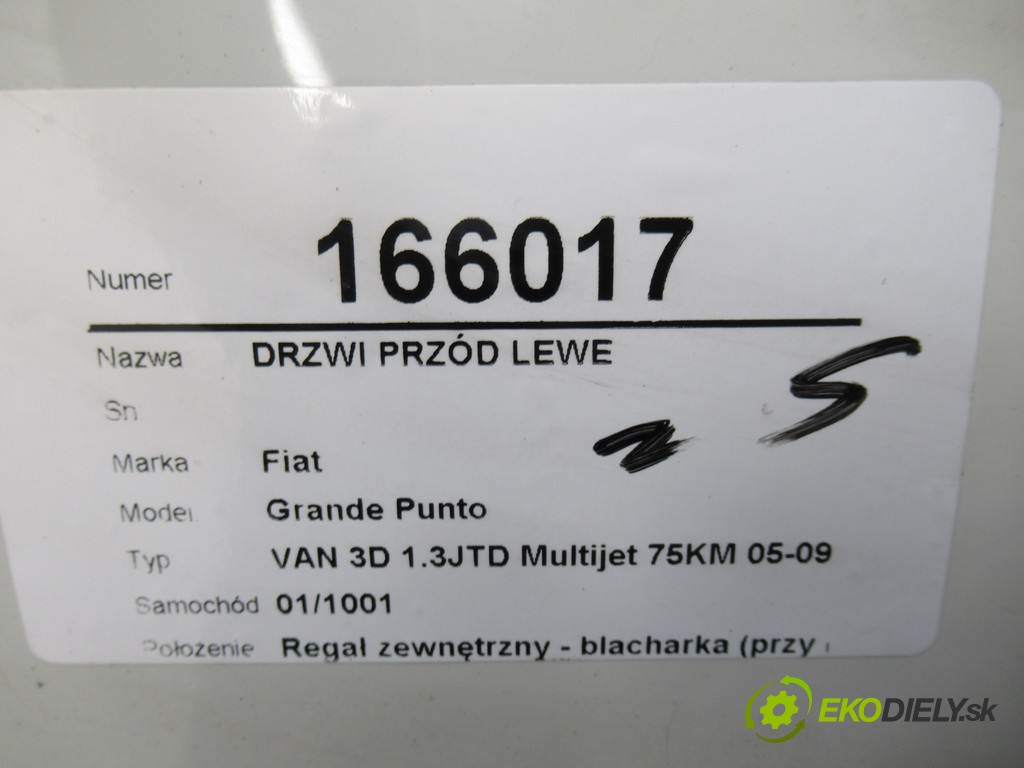 Numer 166017
Nazwa DRZWI PRZÓD LEWE
Sn
Marka Fiat
Model Grande Punto
Typ VAN 3D 1.3JTD Multijet 75KM 05-09
Samochód 01/1001
Położenie Regał zewnętrzny - blacharka (przy
EKODIELY.sk